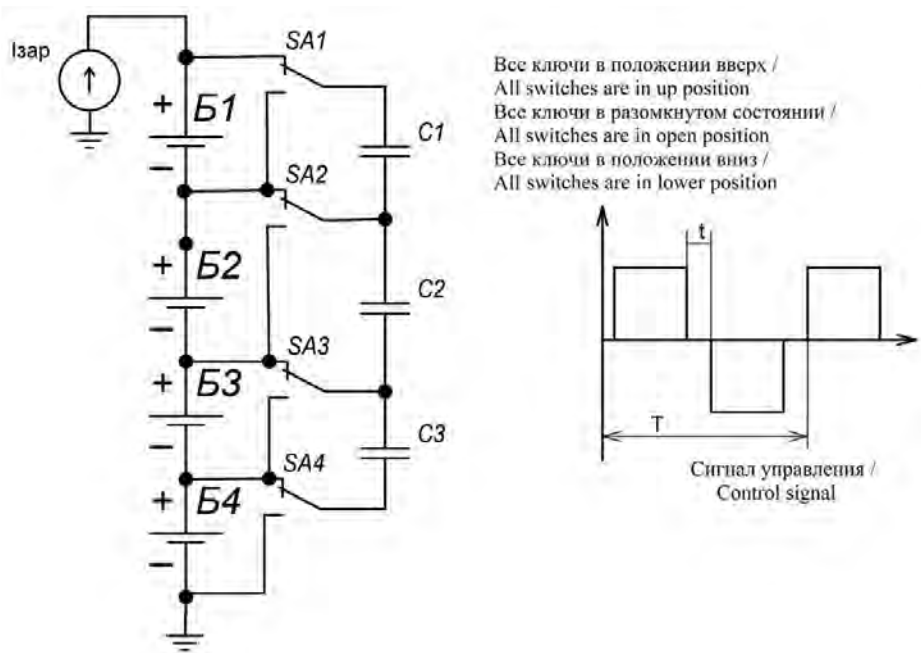 Iзар
+
Б1
−
SA1
C1
SA2
+
Б2
−
C2
SA3
+
Б3
−
C3
SA4
+
Б4
−
Все ключи в положении вверх /
All switches are in up position
Все ключи в разомкнутом состоянии /
All switches are in open position
Все ключи в положении вниз /
All switches are in lower position
t
T
Сигнал управления /
Control signal